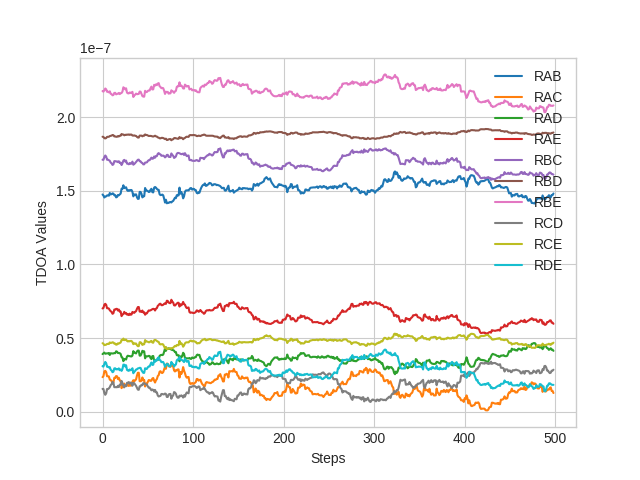 1e−7
2.0
1.5
1.0
0.5
0.0
TDOA Values
0 100 200 300 400 500
Steps
RAB
RAC
RAD
RAE
RBC
RBD
RBE
RCD
RCE
RDE